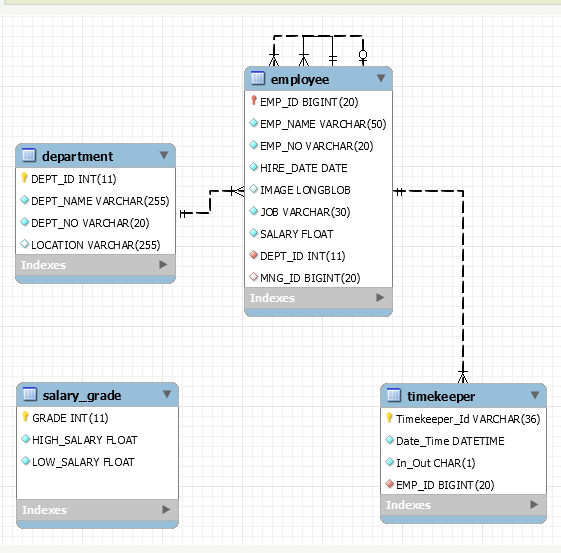 employee
EMP_ID BIGINT(20)
EMP_NAME VARCHAR(50)
EMP_NO VARCHAR(20)
HIRE_DATE DATE
IMAGE LONGBLOB
JOB VARCHAR(30)
SALARY FLOAT
DEPT_ID INT(11)
MNG_ID BIGINT(20)
Indexes
department
DEPT_ID INT(11)
DEPT_NAME VARCHAR(255)
DEPT_NO VARCHAR(20)
LOCATION VARCHAR(255)
Indexes
salary_grade
GRADE INT(11)
HIGH_SALARY FLOAT
LOW_SALARY FLOAT
Indexes
timekeeper
Timekeeper_Id VARCHAR(36)
Date_Time DATETIME
In_Out CHAR(1)
EMP_ID BIGINT(20)
Indexes